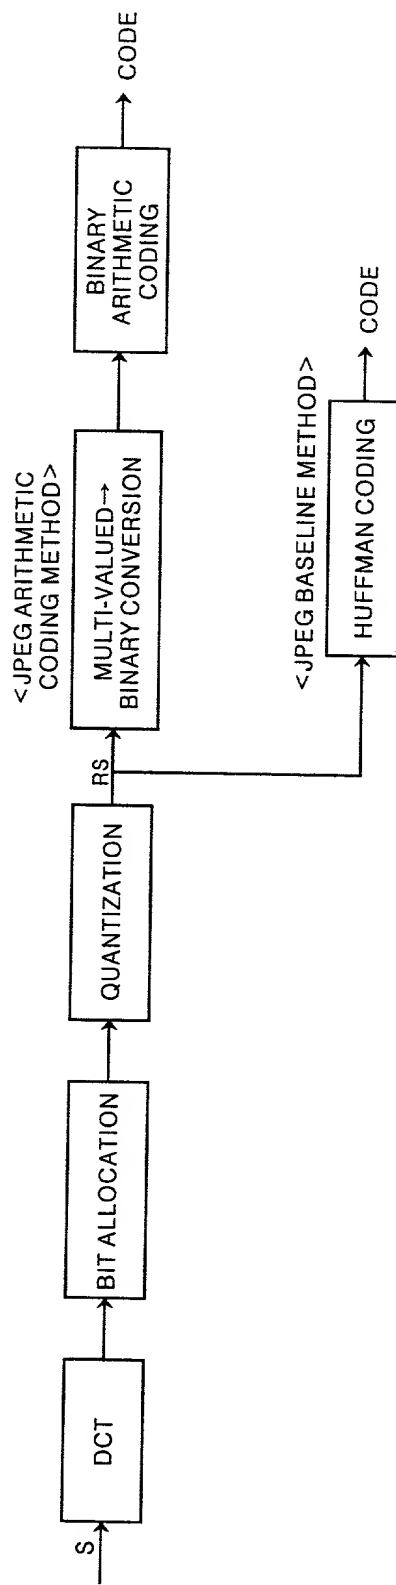 S
DCT
BIT ALLOCATION
QUANTIZATION
RS
<JPEG ARITHMETIC
CODING METHOD>
MULTI-VALUED→
BINARY CONVERSION
BINARY
ARITHMETIC
CODING
CODE
<JPEG BASELINE METHOD>
HUFFMAN CODING
CODE